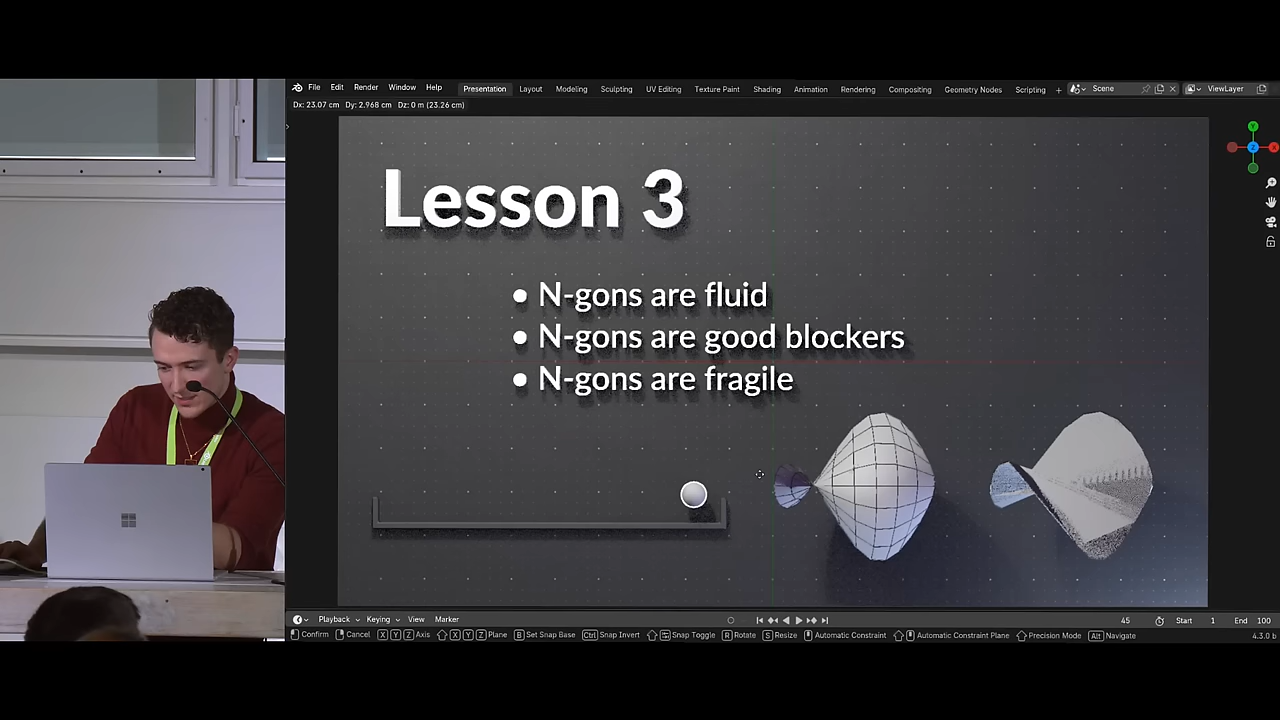 File Edit Render Window Help Presentation Layout Modeling Sculpting UV Editing Texture Paint Shading Animation Rendering Compositing Geometry Nodes Scripting + Scene ViewLayer
Dx: 23.07 cm Dy: 2.968 cm Dz: 0 m (23.26 cm)
Y
Z X
Lesson 3
• N-gons are fluid
• N-gons are good blockers
• N-gons are fragile
Playback Keying View Marker 45 Start 1 End 100
Confirm Cancel X Y Z Axis X Y Z Plane B Set Snap Base Ctrl Snap Invert Snap Toggle R Rotate S Resize Automatic Constraint Automatic Constraint Plane Precision Mode Alt Navigate 4.3.0 b